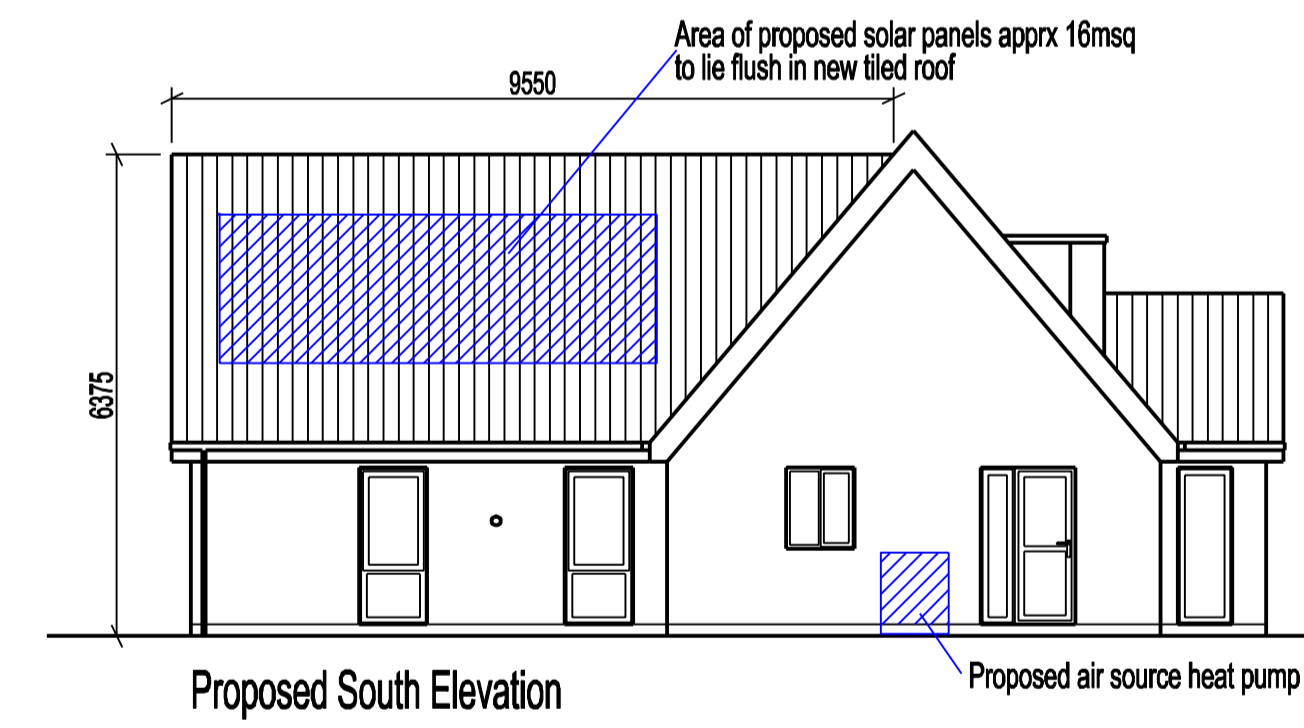 Area of proposed solar panels apprx 16msq
to lie flush in new tiled roof
9550
6375
Proposed air source heat pump
Proposed South Elevation